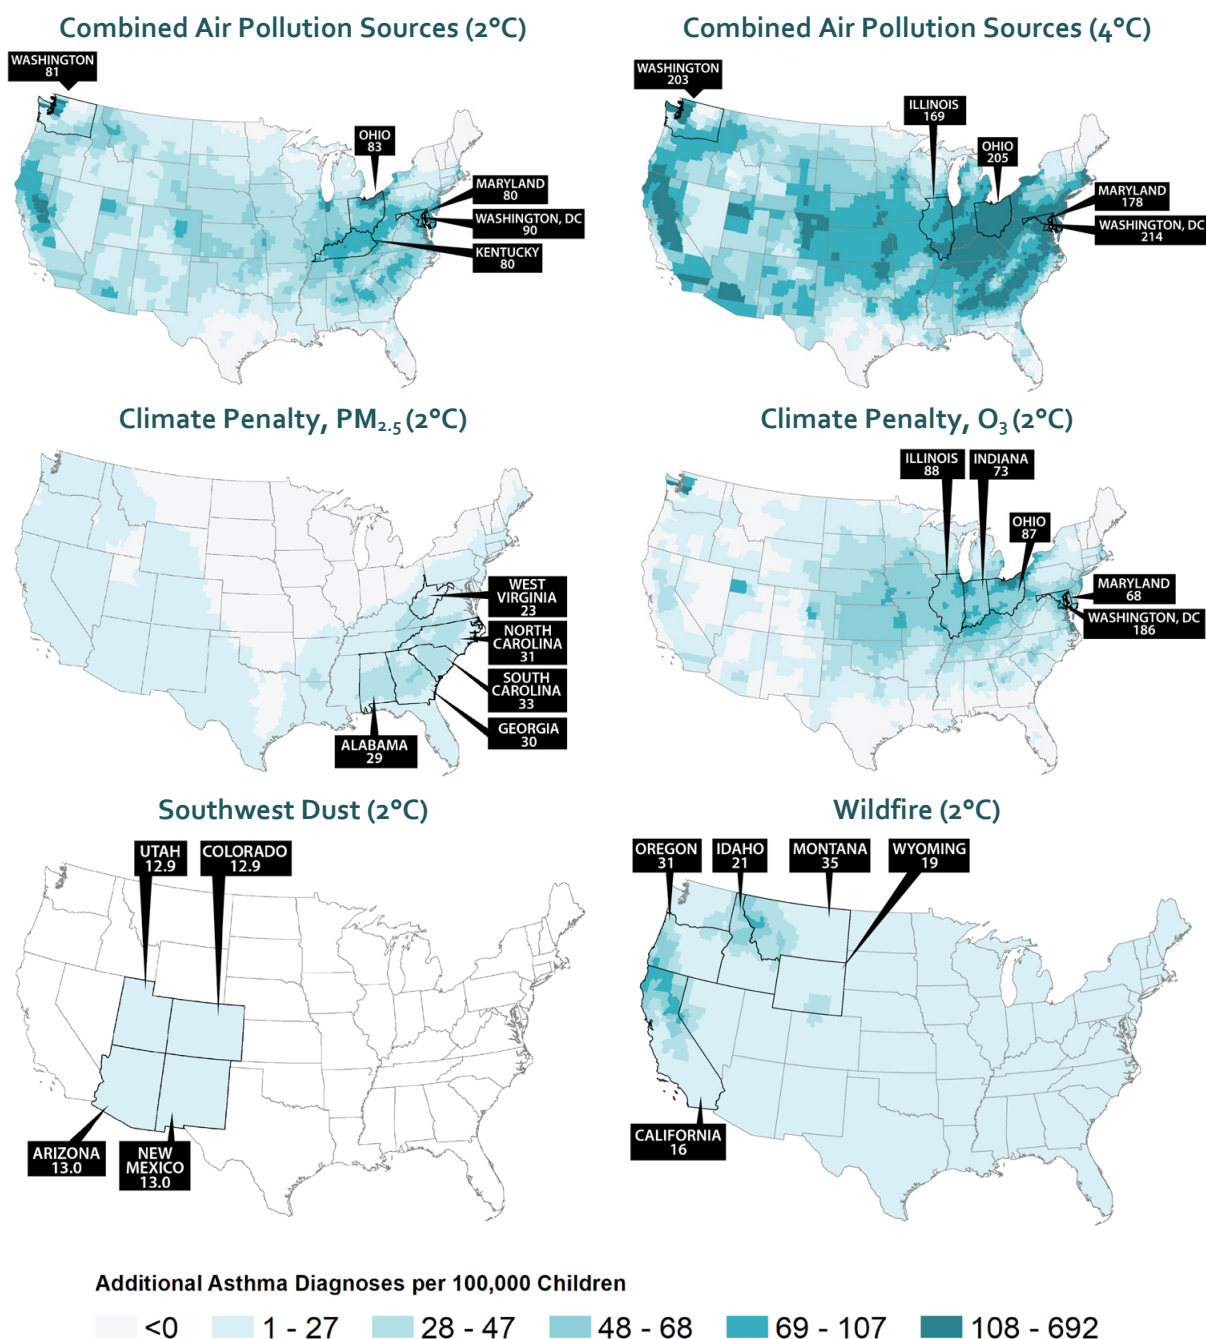 Combined Air Pollution Sources (2°C)
WASHINGTON
81
OHIO
83
MARYLAND
80
WASHINGTON, DC
90
KENTUCKY
80
Combined Air Pollution Sources (4°C)
WASHINGTON
203
ILLINOIS
169
OHIO
205
MARYLAND
178
WASHINGTON, DC
214
Climate Penalty, PM2.5 (2°C)
WEST
VIRGINIA
23
NORTH
CAROLINA
31
SOUTH
CAROLINA
33
GEORGIA
30
ALABAMA
29
Climate Penalty, O3 (2°C)
ILLINOIS
88
INDIANA
73
OHIO
87
MARYLAND
68
WASHINGTON, DC
186
Southwest Dust (2°C)
UTAH
12.9
COLORADO
12.9
ARIZONA
13.0
NEW
MEXICO
13.0
Wildfire (2°C)
OREGON
31
IDAHO
21
MONTANA
35
WYOMING
19
CALIFORNIA
16
Additional Asthma Diagnoses per 100,000 Children
<0 1 - 27 28 - 47 48 - 68 69 - 107 108 - 692